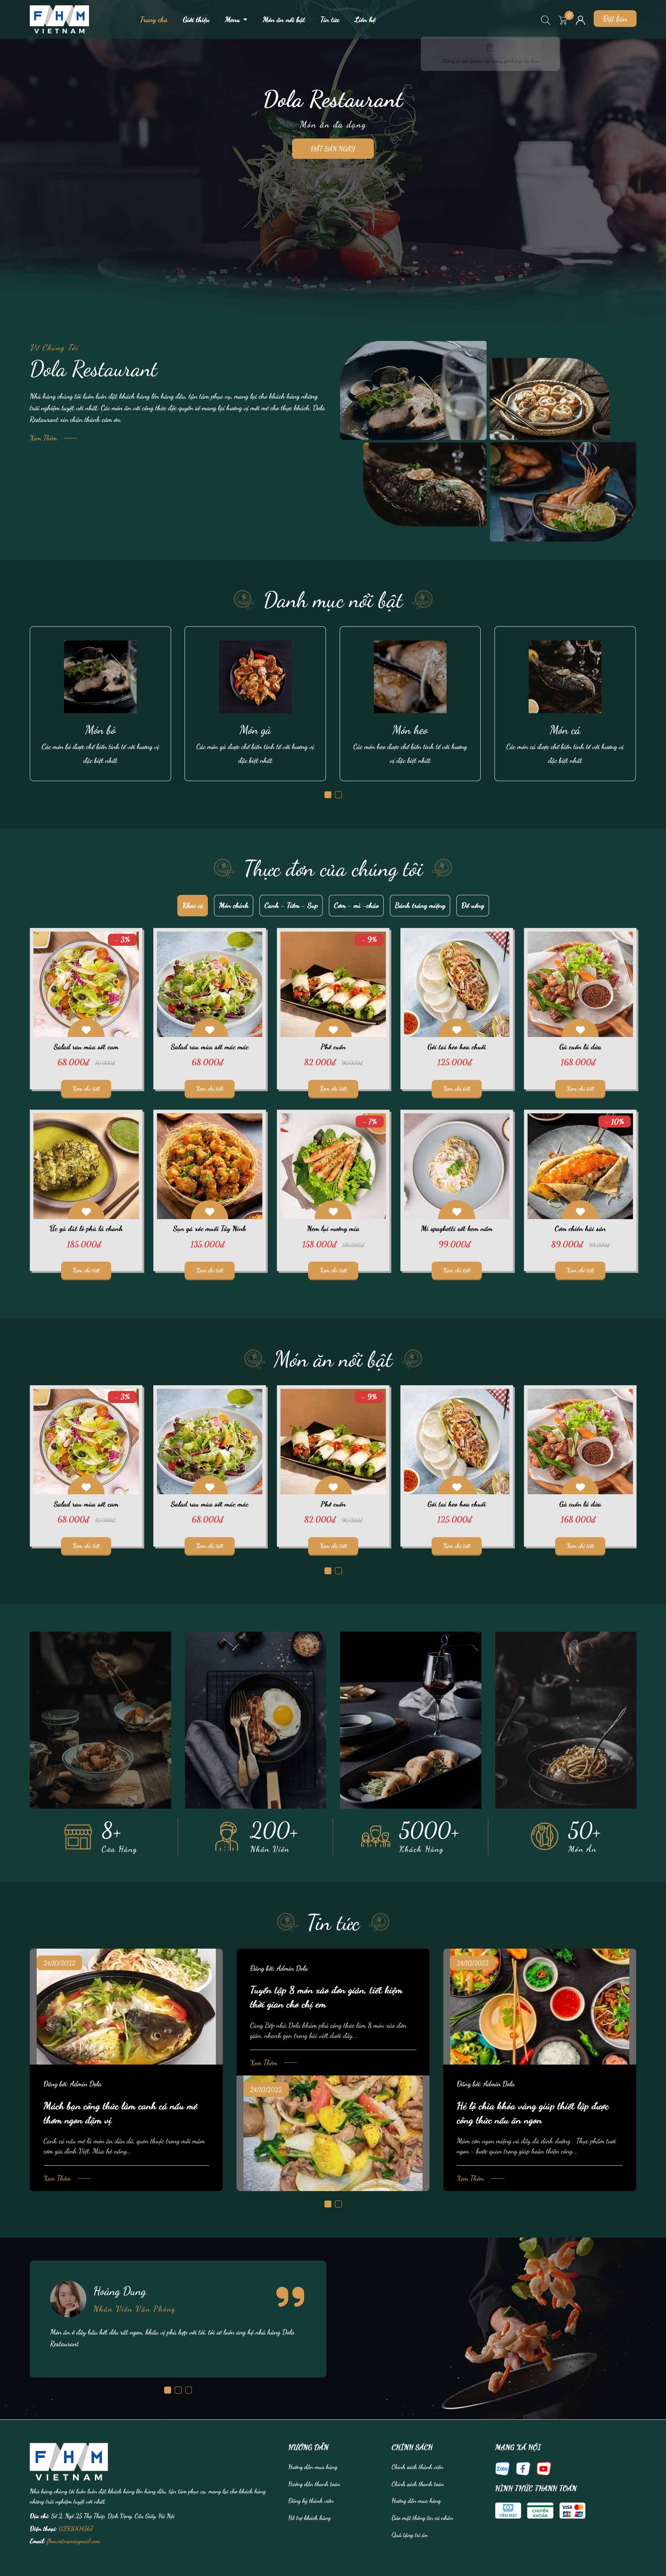 FHM
VIETNAM
Trang chủ
Giới thiệu
Menu
Món ăn nổi bật
Tin tức
Liên hệ
0
Đặt bàn
Dola Restaurant
Món ăn đa dạng
ĐẶT BÀN NGAY
Về Chúng Tôi
Dola Restaurant
Nhà hàng chúng tôi luôn luôn đặt khách hàng lên hàng đầu, tận tâm phục vụ, mang lại cho khách hàng những
trải nghiệm tuyệt vời nhất. Các món ăn với công thức độc quyền sẽ mang lại hương vị mới mẻ cho thực khách. Dola
Restaurant xin chân thành cảm ơn.
Xem Thêm
Danh mục nổi bật
Món bò
Các món bò được chế biến tinh tế với hương vị
đặc biệt nhất
Món gà
Các món gà được chế biến tinh tế với hương vị
đặc biệt nhất
Món heo
Các món heo được chế biến tinh tế với hương
vị đặc biệt nhất
Món cá
Các món cá được chế biến tinh tế với hương vị
đặc biệt nhất
Thực đơn của chúng tôi
Khai vị
Món chính
Canh - Tiềm - Sup
Cơm - mì - cháo
Bánh tráng miệng
Đồ uống
- 3%
Salad rau mùa sốt cam
68.000₫ 70.000₫
Xem chi tiết
Salad rau mùa sốt mác mác
68.000₫
Xem chi tiết
- 9%
Phở cuốn
82.000₫ 90.000₫
Xem chi tiết
Gỏi tai heo hoa chuối
125.000₫
Xem chi tiết
Gà cuốn lá dứa
168.000₫
Xem chi tiết
Ức gà đút lò phủ lá chanh
185.000₫
Xem chi tiết
Sụn gà xóc muối Tây Ninh
135.000₫
Xem chi tiết
- 7%
Nem lụi nướng mía
158.000₫ 170.000₫
Xem chi tiết
Mì spaghetti sốt kem nấm
99.000₫
Xem chi tiết
- 10%
Cơm chiên hải sản
89.000₫ 99.000₫
Xem chi tiết
Món ăn nổi bật
- 3%
Salad rau mùa sốt cam
68.000₫ 70.000₫
Xem chi tiết
Salad rau mùa sốt mác mác
68.000₫
Xem chi tiết
- 9%
Phở cuốn
82.000₫ 90.000₫
Xem chi tiết
Gỏi tai heo hoa chuối
125.000₫
Xem chi tiết
Gà cuốn lá dứa
168.000₫
Xem chi tiết
8+
Cửa Hàng
200+
Nhân Viên
5000+
Khách Hàng
50+
Món Ăn
Tin tức
24/10/2022
Đăng bởi: Admin Dola
Mách bạn công thức làm canh cá nấu mẻ
thơm ngon đậm vị
Canh cá nấu mẻ là món ăn dân dã, quen thuộc trong mỗi mâm
cơm gia đình Việt. Mùa hè nóng...
Xem Thêm
Đăng bởi: Admin Dola
Tuyển tập 8 món xào đơn giản, tiết kiệm
thời gian cho chị em
Cùng Bếp nhà Dola khám phá công thức làm 8 món xào đơn
giản, nhanh gọn trong bài viết dưới đây...
Xem Thêm
24/10/2022
24/10/2022
Đăng bởi: Admin Dola
Hé lộ chìa khóa vàng giúp thiết lập được
công thức nấu ăn ngon
Mâm cơm ngon miệng và đầy đủ dinh dưỡng Thực phẩm tươi
ngon - bước quan trọng giúp hoàn thiện công...
Xem Thêm
Hoàng Dung
Nhân Viên Văn Phòng
Món ăn ở đây hầu hết đều rất ngon, khẩu vị phù hợp với tôi, tôi sẽ luôn ủng hộ nhà hàng Dola
Restaurant
FHM
VIETNAM
Nhà hàng chúng tôi luôn luôn đặt khách hàng lên hàng đầu, tận tâm phục vụ, mang lại cho khách hàng
những trải nghiệm tuyệt vời nhất.
Địa chỉ: Số 2, Ngõ 25 Thọ Tháp, Dịch Vọng, Cầu Giấy, Hà Nội
Điện thoại: 0393004567
Email: fhmvietnam@gmail.com
HƯỚNG DẪN
Hướng dẫn mua hàng
Hướng dẫn thanh toán
Đăng ký thành viên
Hỗ trợ khách hàng
CHÍNH SÁCH
Chính sách thành viên
Chính sách thanh toán
Hướng dẫn mua hàng
Bảo mật thông tin cá nhân
Quà tặng tri ân
MẠNG XÃ HỘI
Zalo
HÌNH THỨC THANH TOÁN
TIỀN MẶT
CHUYỂN KHOẢN
VISA